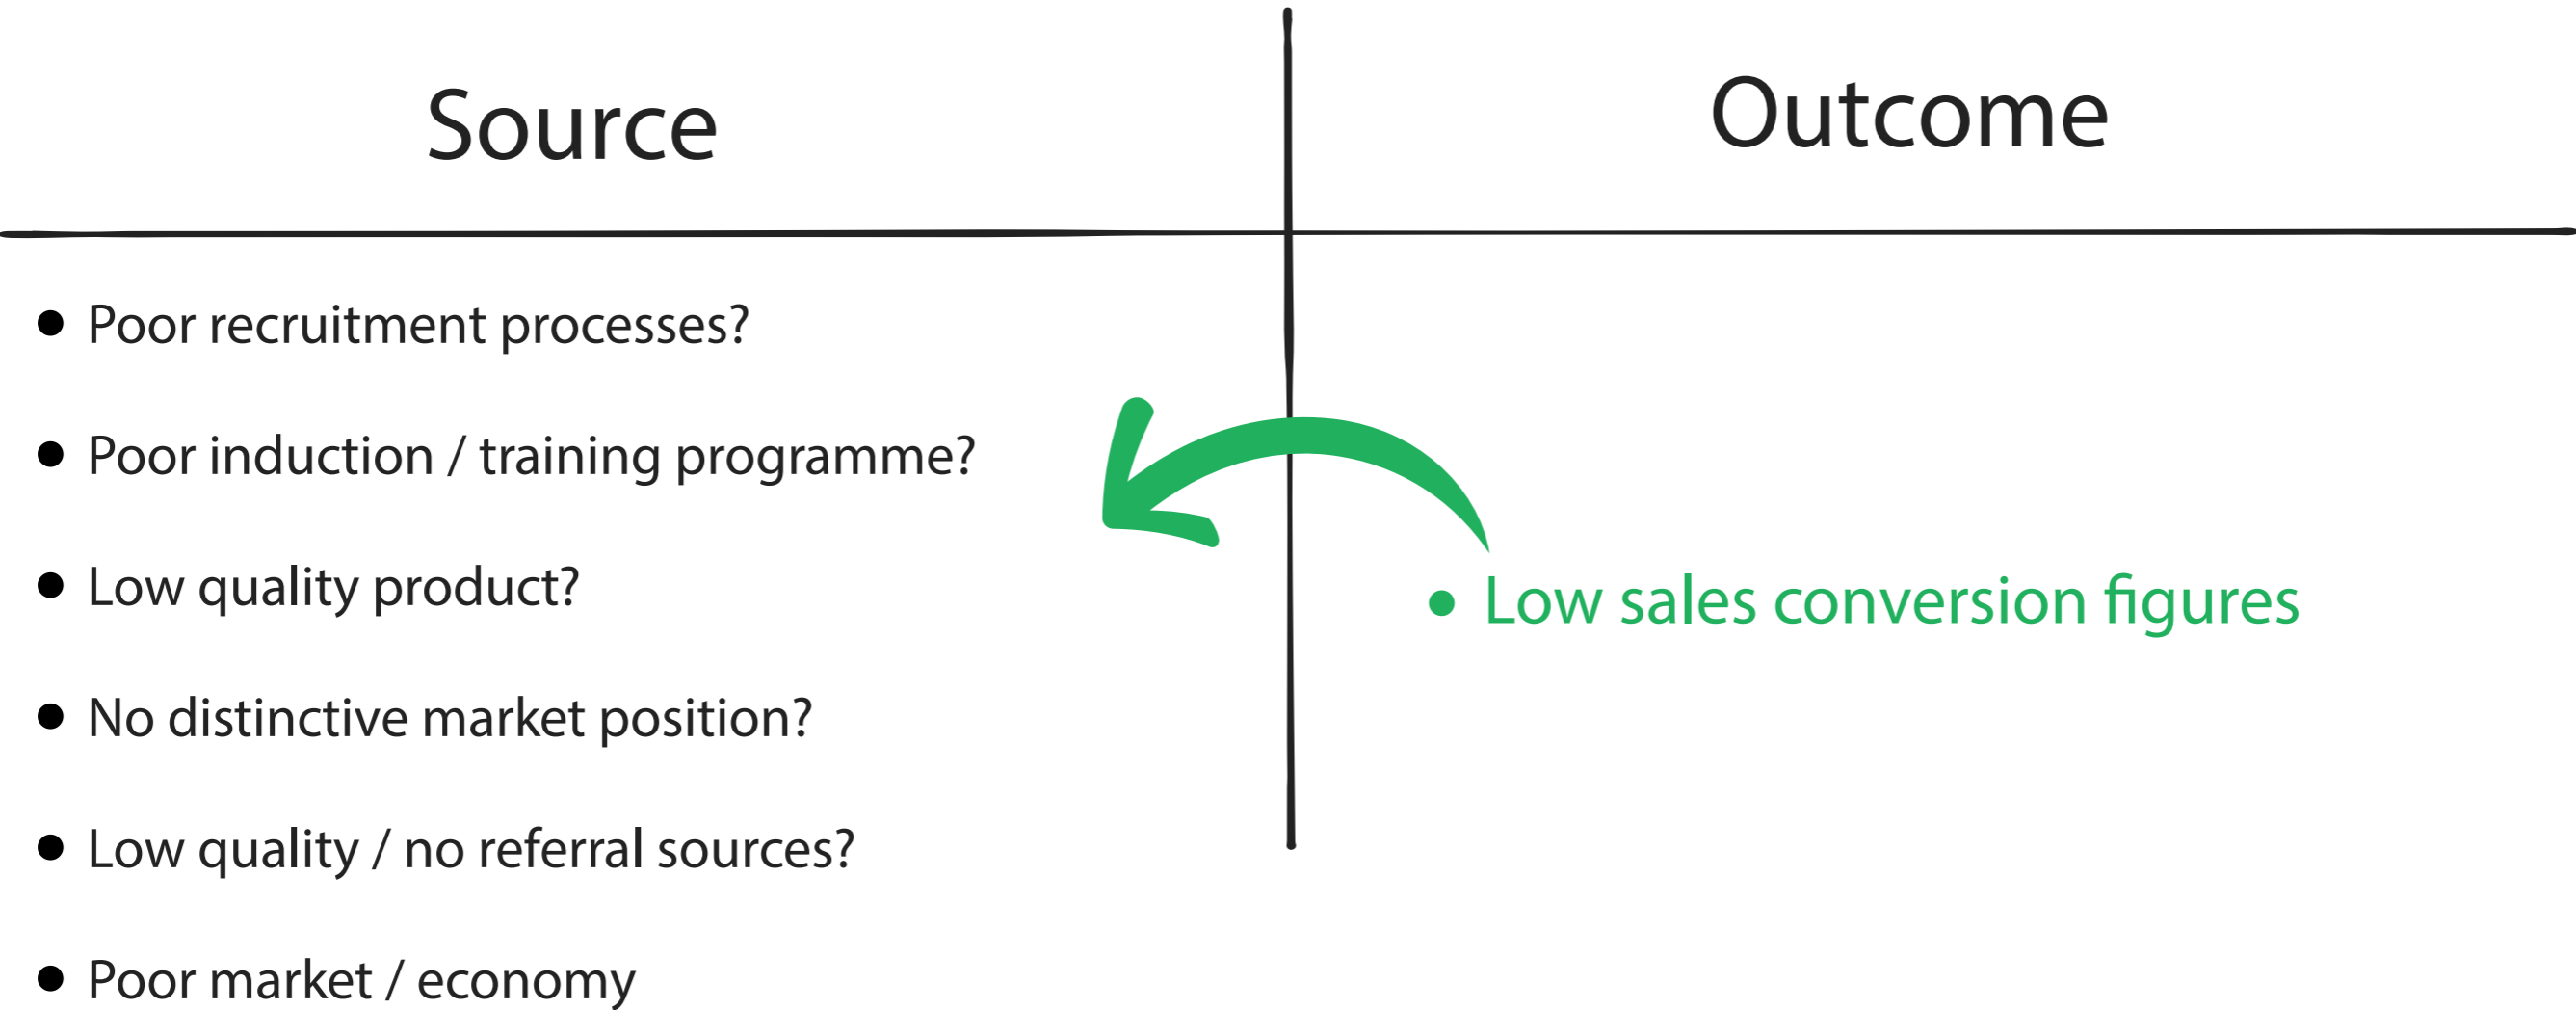 Source
Outcome
• Poor recruitment processes?
• Poor induction / training programme?
• Low quality product?
• No distinctive market position?
• Low quality / no referral sources?
• Poor market / economy
• Low sales conversion figures